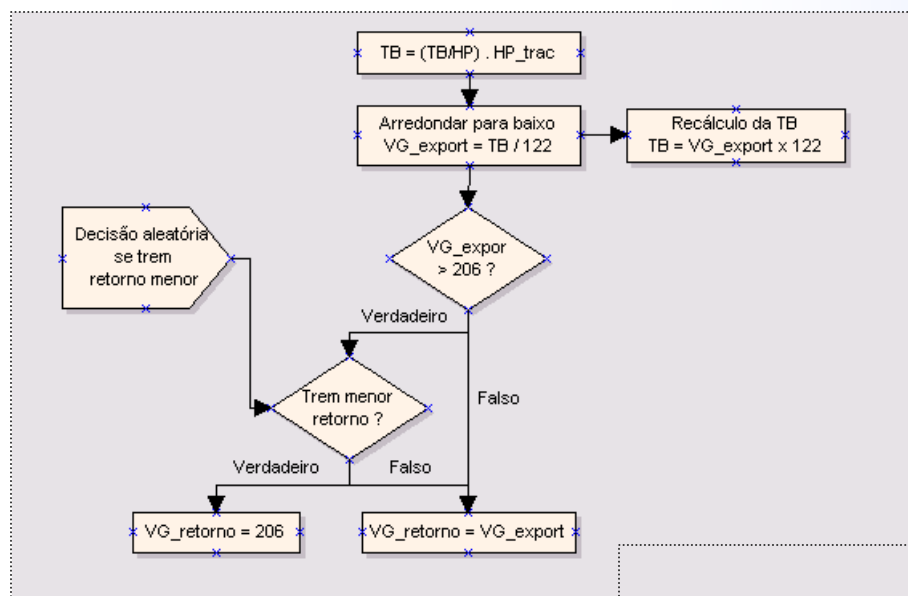 TB = (TB/HP) . HP_trac
Arredondar para baixo
VG_export = TB / 122
Recálculo da TB
TB = VG_export x 122
Decisão aleatória
se trem
retorno menor
VG_expor
> 206 ?
Verdadeiro
Falso
Trem menor
retorno ?
Verdadeiro
Falso
VG_retorno = 206
VG_retorno = VG_export